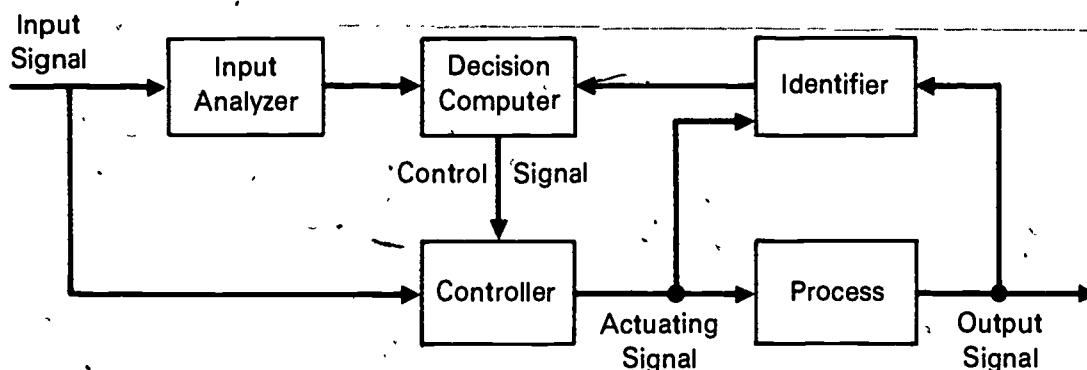 Input
Signal
Input
Analyzer
Decision
Computer
Identifier
Control Signal
Controller
Process
Actuating
Signal
Output
Signal